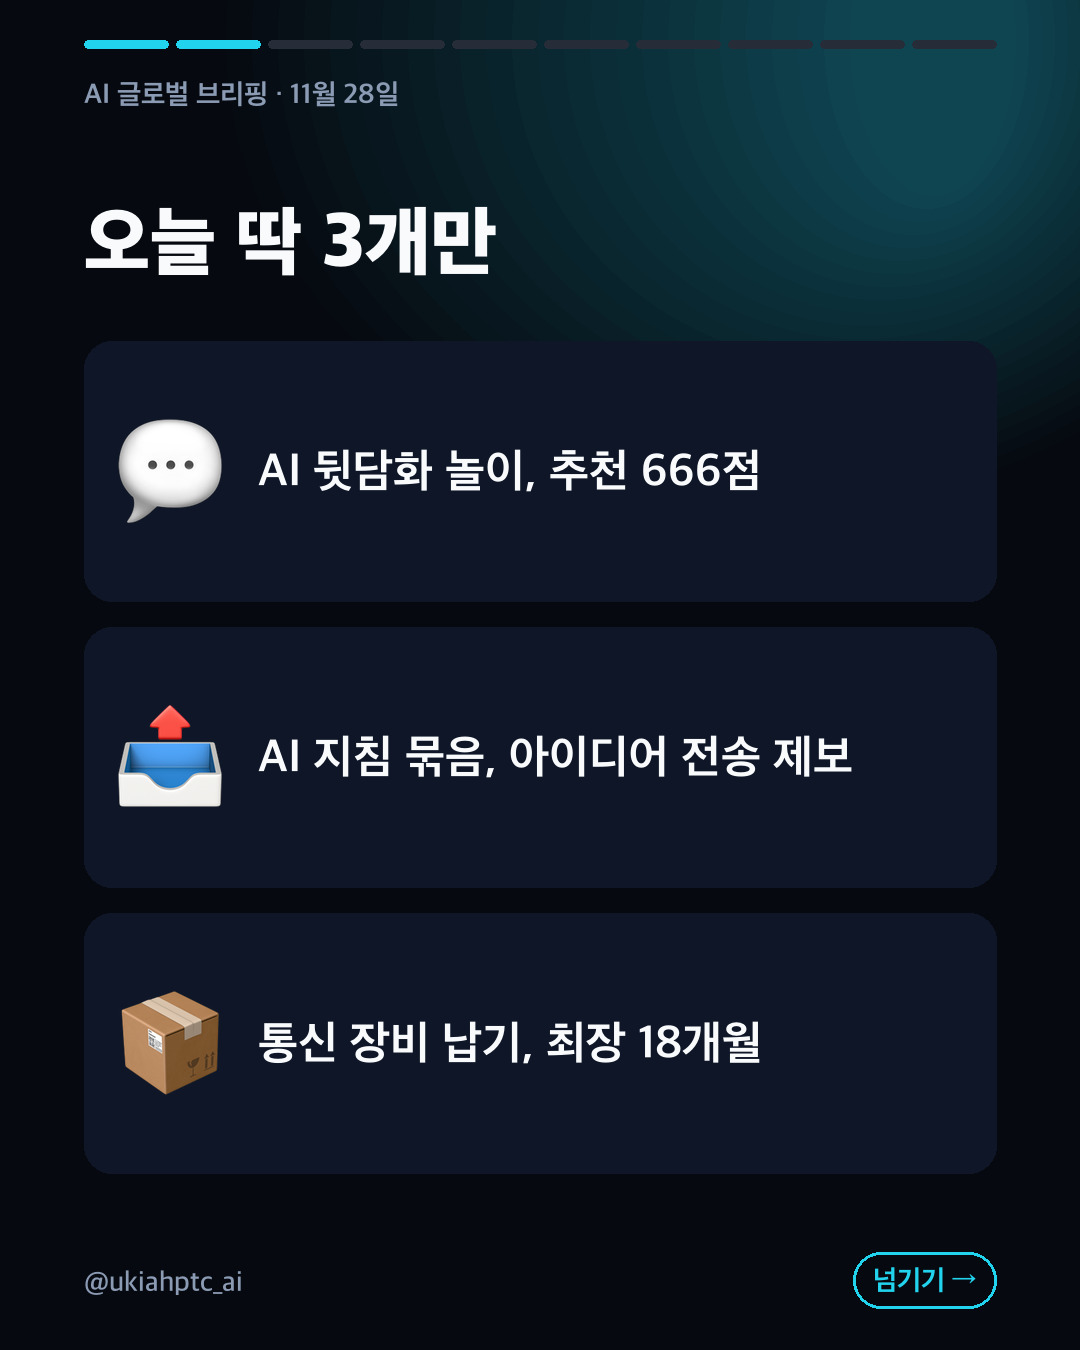 AI 글로벌 브리핑 · 11월 28일
오늘 딱 3개만
AI 뒷담화 놀이, 추천 666점
AI 지침 묶음, 아이디어 전송 제보
통신 장비 납기, 최장 18개월
@ukiahptc_ai
넘기기 →